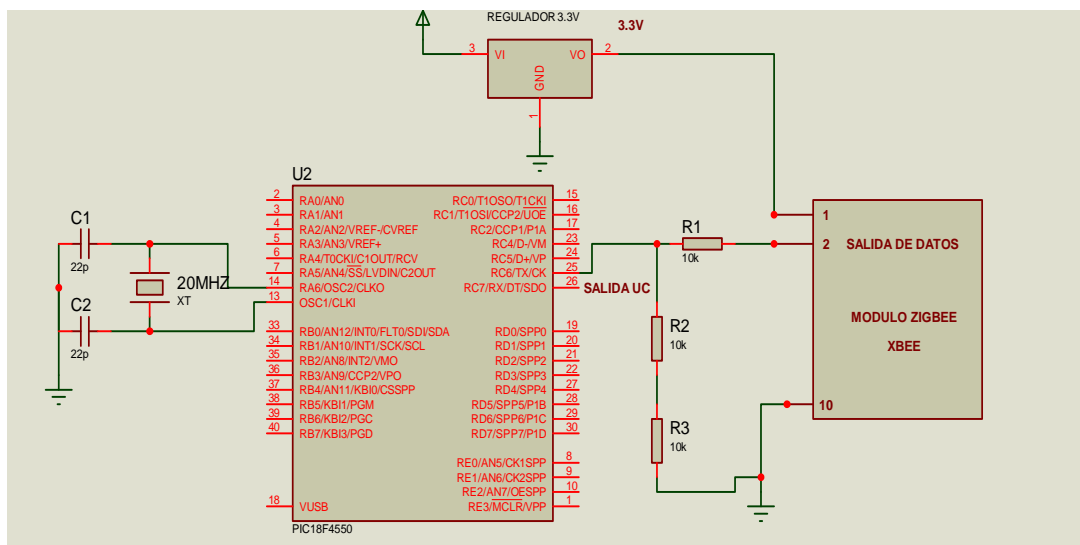 REGULADOR 3.3V
3.3V
3 VI VO 2
GND
1
U2
2 RA0/AN0 RC0/T1OSO/T1CKI 15
3 RA1/AN1 RC1/T1OSI/CCP2/UOE 16
4 RA2/AN2/VREF-/CVREF RC2/CCP1/P1A 17
5 RA3/AN3/VREF+ RC4/D-/VM 23
6 RA4/T0CKI/C1OUT/RCV RC5/D+/VP 24
7 RA5/AN4/SS/LVDIN/C2OUT RC6/TX/CK 25
14 RA6/OSC2/CLKO RC7/RX/DT/SDO 26
13 OSC1/CLKI
33 RB0/AN12/INT0/FLT0/SDI/SDA RD0/SPP0 19
34 RB1/AN10/INT1/SCK/SCL RD1/SPP1 20
35 RB2/AN8/INT2/VMO RD2/SPP2 21
36 RB3/AN9/CCP2/VPO RD3/SPP3 22
37 RB4/AN11/KBI0/CSSPP RD4/SPP4 27
38 RB5/KBI1/PGM RD5/SPP5/P1B 28
39 RB6/KBI2/PGC RD6/SPP6/P1C 29
40 RB7/KBI3/PGD RD7/SPP7/P1D 30
RE0/AN5/CK1SPP 8
RE1/AN6/CK2SPP 9
RE2/AN7/OESPP 10
18 VUSB RE3/MCLR/VPP 1
PIC18F4550
C1
22p
C2
22p
20MHZ
XT
SALIDA UC
R1
10k
R2
10k
R3
10k
1
2 SALIDA DE DATOS
MODULO ZIGBEE
XBEE
10